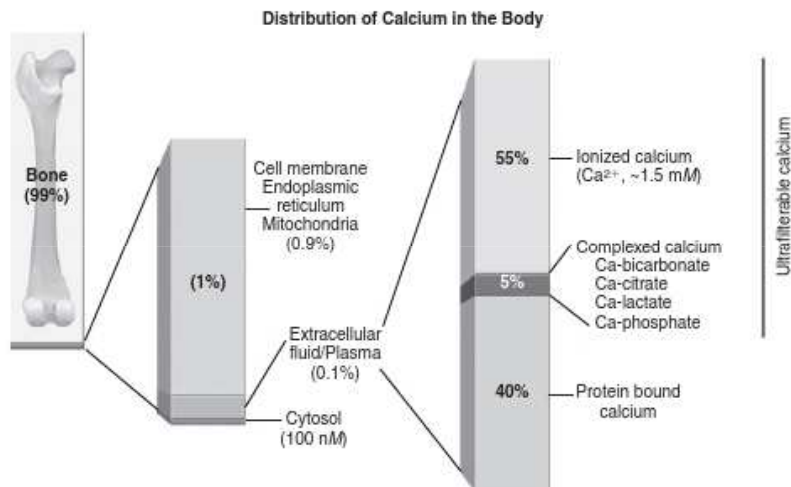 Distribution of Calcium in the Body
Bone
(99%)
(1%)
Cell membrane
Endoplasmic
reticulum
Mitochondria
(0.9%)
Extracellular
fluid/Plasma
(0.1%)
Cytosol
(100 nM)
55%
5%
40%
Ionized calcium
(Ca²⁺, ~1.5 mM)
Complexed calcium
Ca-bicarbonate
Ca-citrate
Ca-lactate
Ca-phosphate
Protein bound
calcium
Ultrafilterable calcium